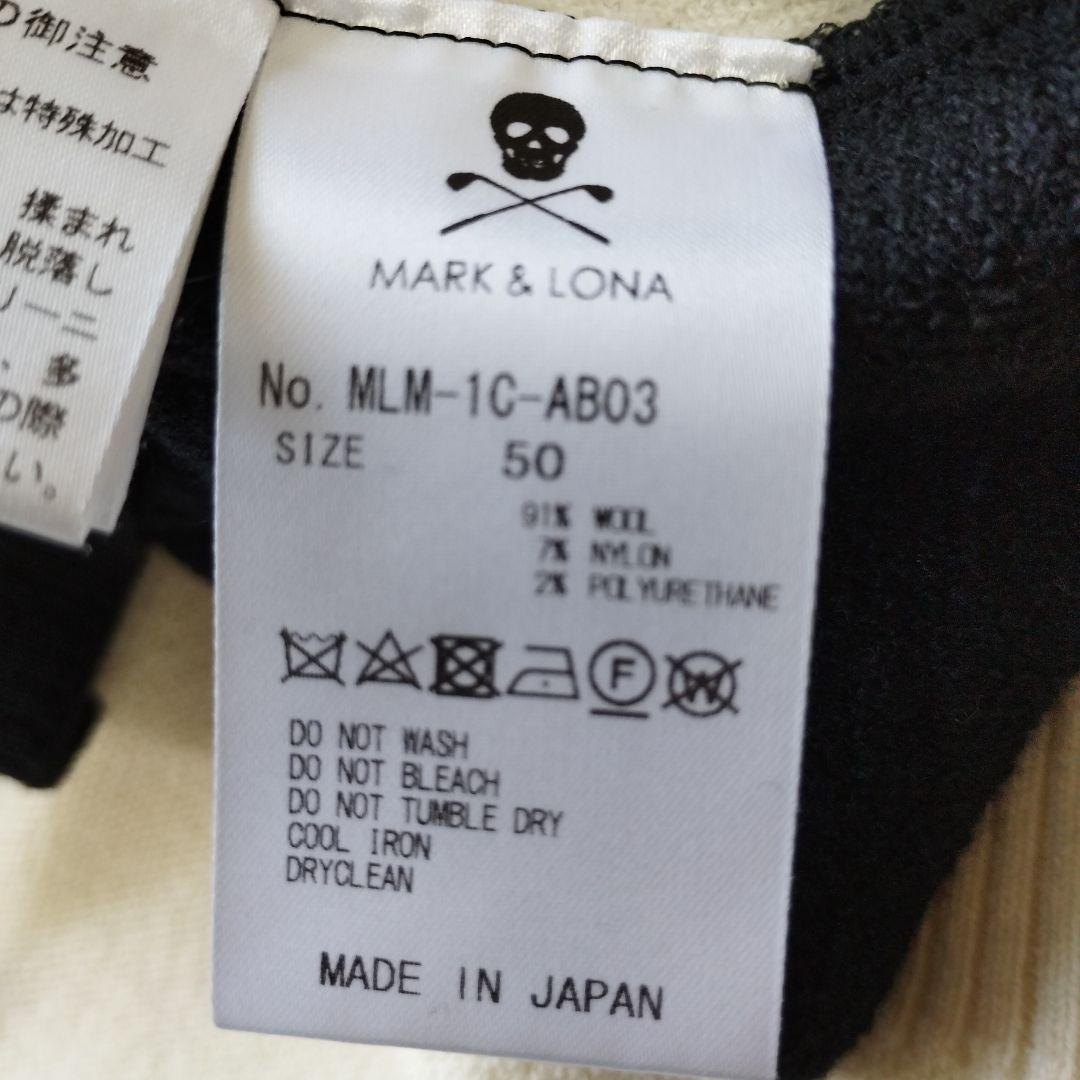 の御注意
は特殊加工
揉まれ
脱落し
リーニ
、多
の際
い。
MARK & LONA
No. MLM-1C-AB03
SIZE 50
91% WOOL
7% NYLON
2% POLYURETHANE
F
W
DO NOT WASH
DO NOT BLEACH
DO NOT TUMBLE DRY
COOL IRON
DRYCLEAN
MADE IN JAPAN